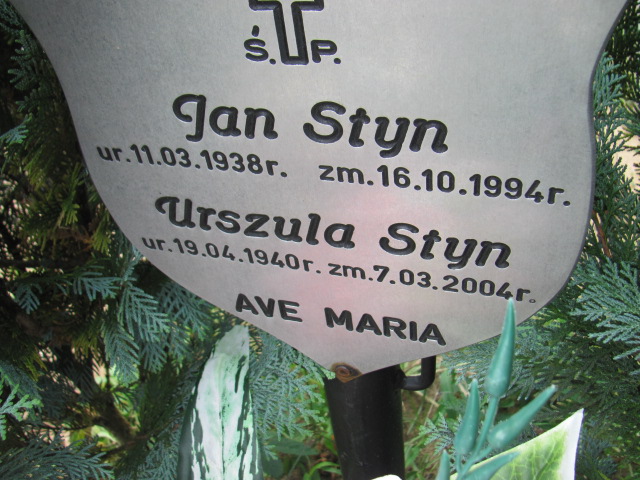 Ś. P.
Jan Styn
ur.11.03.1938r. zm.16.10.1994r.
Urszula Styn
ur.19.04.1940r. zm.7.03.2004r.
AVE MARIA